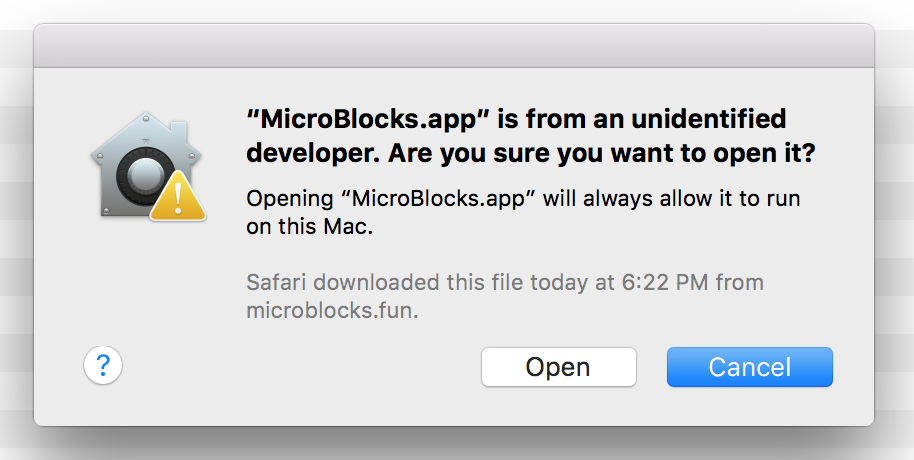 “MicroBlocks.app” is from an unidentified
developer. Are you sure you want to open it?
Opening “MicroBlocks.app” will always allow it to run
on this Mac.
Safari downloaded this file today at 6:22 PM from
microblocks.fun.
? Open Cancel